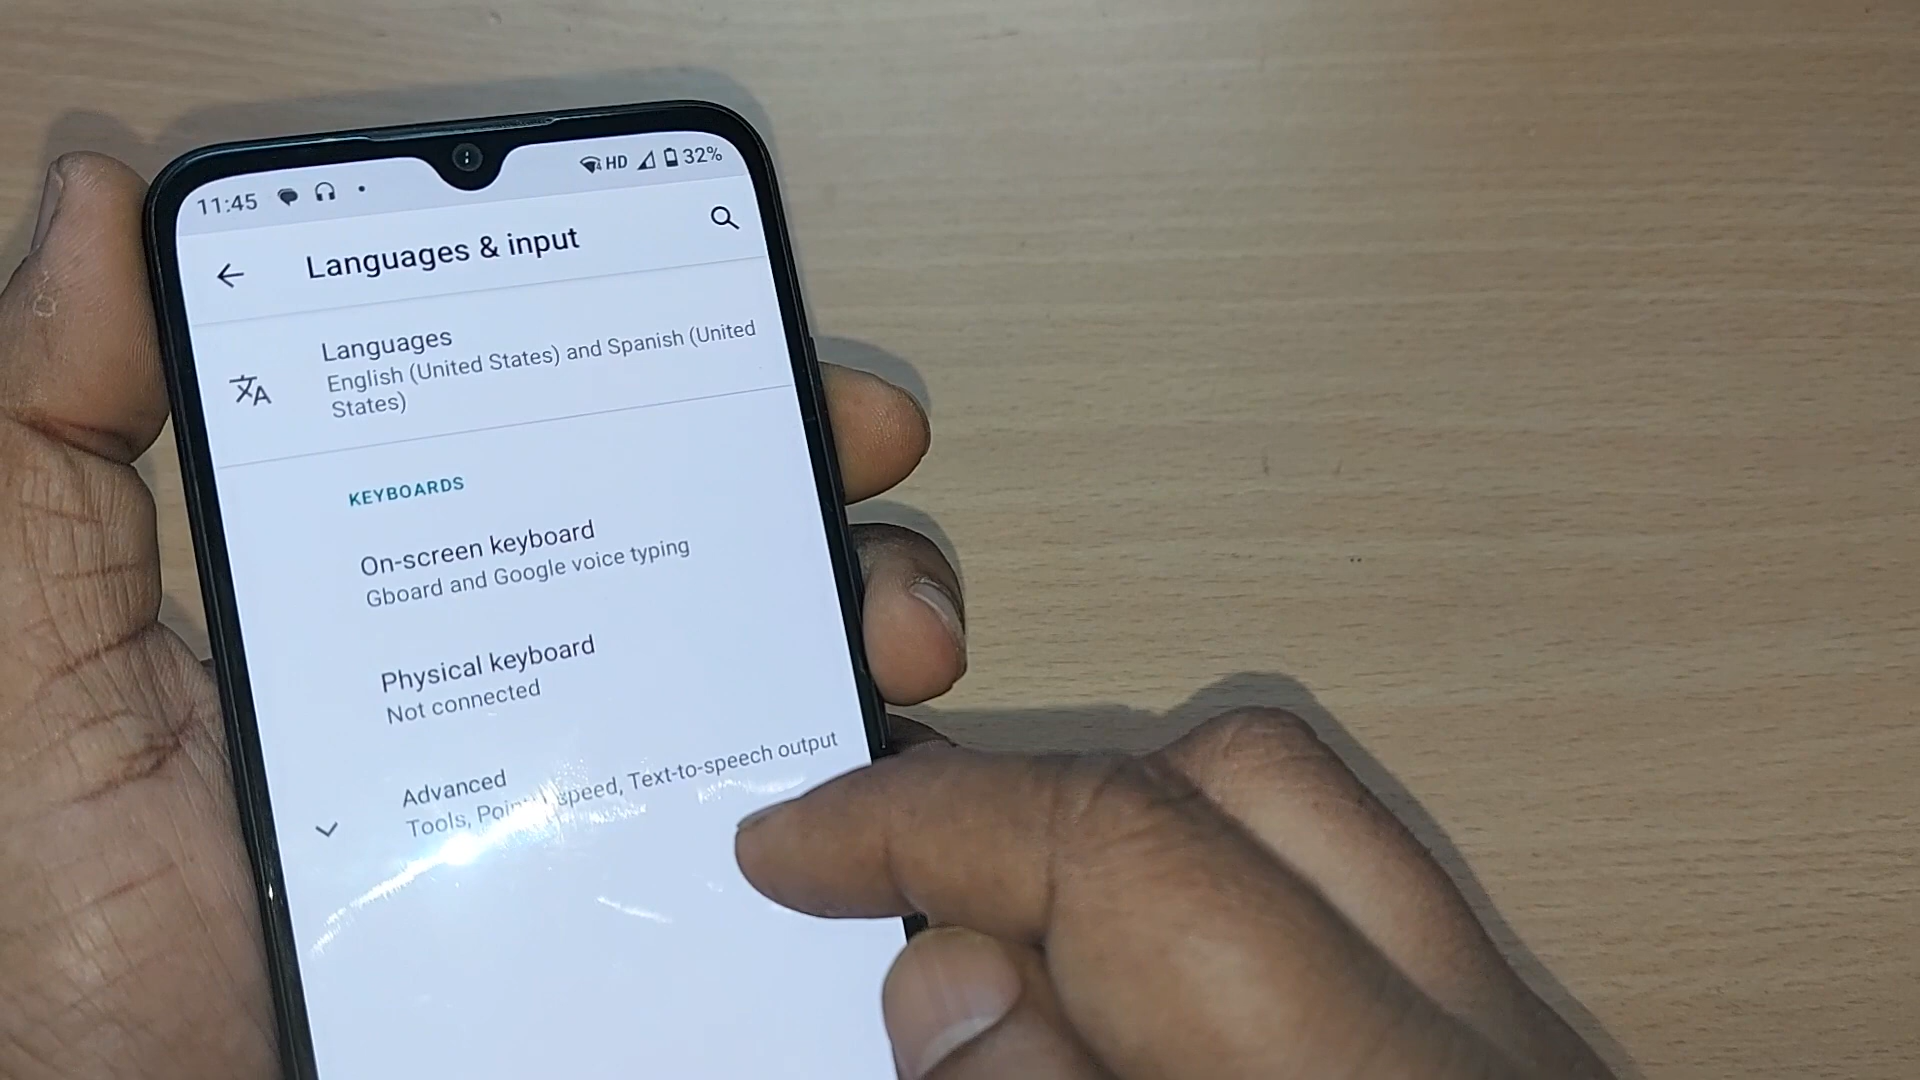 11:45
HD
32%
Languages & input
Languages
English (United States) and Spanish (United
States)
KEYBOARDS
On-screen keyboard
Gboard and Google voice typing
Physical keyboard
Not connected
Advanced
Tools, speed, Text-to-speech output